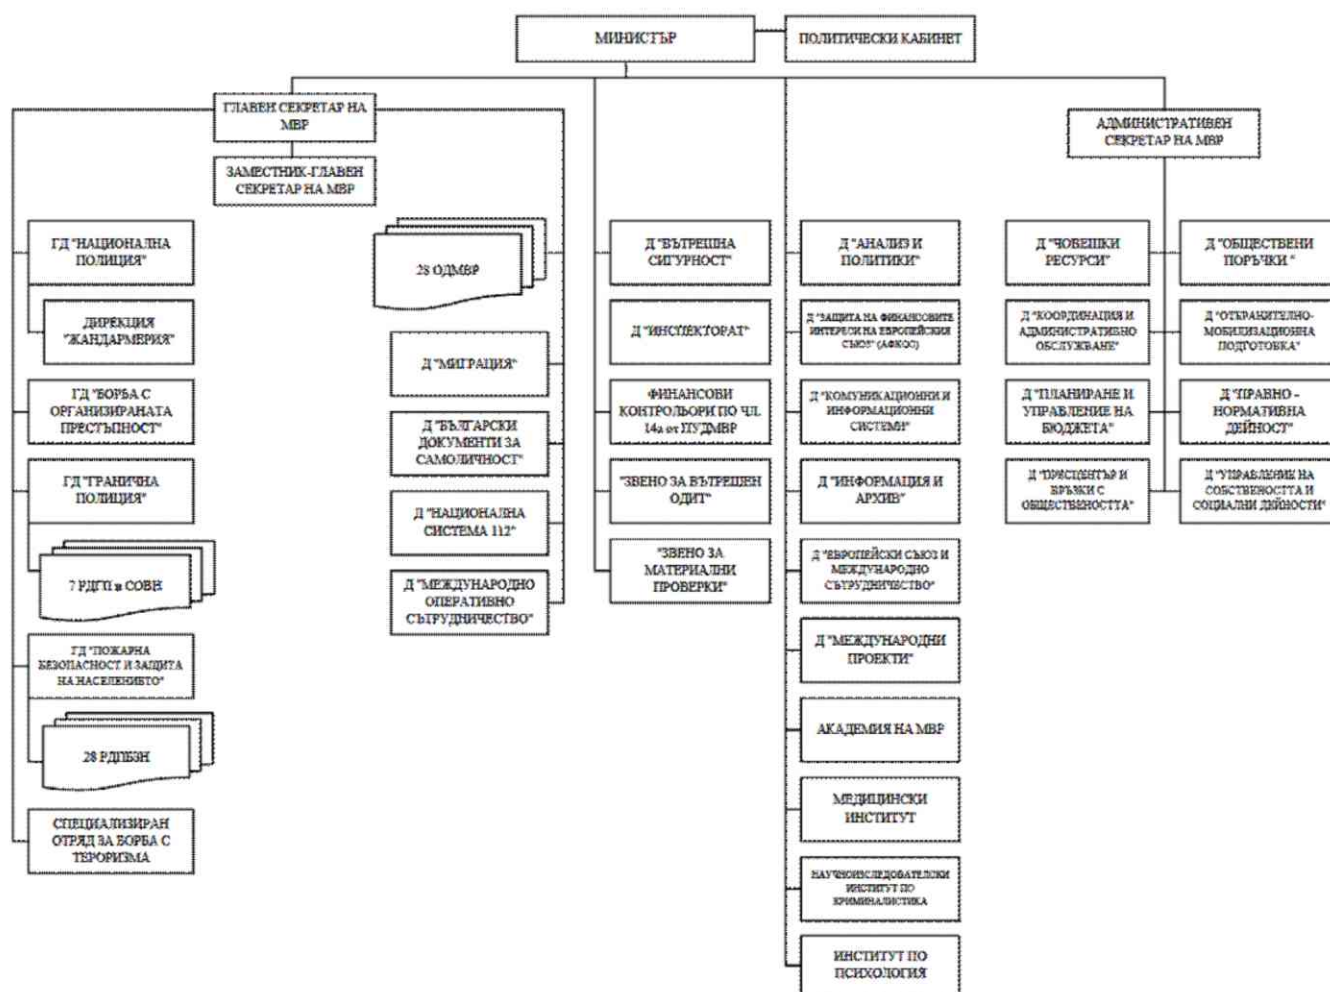 МИНИСТЪР
ПОЛИТИЧЕСКИ КАБИНЕТ
ГЛАВЕН СЕКРЕТАР НА
МВР
ЗАМЕСТНИК-ГЛАВЕН
СЕКРЕТАР НА МВР
АДМИНИСТРАТИВЕН
СЕКРЕТАР НА МВР
ГД "НАЦИОНАЛНА
ПОЛИЦИЯ"
ДИРЕКЦИЯ
"ЖАНДАРМЕРИЯ"
ГД "БОРБА С
ОРГАНИЗИРАНАТА
ПРЕСТЪПНОСТ"
ГД "ГРАНИЧНА
ПОЛИЦИЯ"
7 РДГП и СОВН
ГД "ПОЖАРНА
БЕЗОПАСНОСТ И ЗАЩИТА
НА НАСЕЛЕНИЕТО"
28 РДПБЗН
СПЕЦИАЛИЗИРАН
ОТРЯД ЗА БОРБА С
ТЕРОРИЗМА
28 ОДМВР
Д "МИГРАЦИЯ"
Д "БЪЛГАРСКИ
ДОКУМЕНТИ ЗА
САМОЛИЧНОСТ"
Д "НАЦИОНАЛНА
СИСТЕМА 112"
Д "МЕЖДУНАРОДНО
ОПЕРАТИВНО
СЪТРУДНИЧЕСТВО"
Д "ВЪТРЕШНА
СИГУРНОСТ"
Д "ИНСПЕКТОРАТ"
ФИНАНСОВИ
КОНТРОЛЬОРИ ПО ЧЛ.
14а от ПУДМВР
"ЗВЕНО ЗА ВЪТРЕШЕН
ОДИТ"
"ЗВЕНО ЗА
МАТЕРИАЛНИ
ПРОВЕРКИ"
Д "АНАЛИЗ И
ПОЛИТИКИ"
Д "ЗАЩИТА НА ФИНАНСОВИТЕ
ИНТЕРЕСИ НА ЕВРОПЕЙСКИЯ
СЪЮЗ" (АФКОС)
Д "КОМУНИКАЦИОННИ И
ИНФОРМАЦИОННИ
СИСТЕМИ"
Д "ИНФОРМАЦИЯ И
АРХИВ"
Д "ЕВРОПЕЙСКИ СЪЮЗ И
МЕЖДУНАРОДНО
СЪТРУДНИЧЕСТВО"
Д "МЕЖДУНАРОДНИ
ПРОЕКТИ"
АКАДЕМИЯ НА МВР
МЕДИЦИНСКИ
ИНСТИТУТ
НАУЧНОИЗСЛЕДОВАТЕЛСКИ
ИНСТИТУТ ПО
КРИМИНАЛИСТИКА
ИНСТИТУТ ПО
ПСИХОЛОГИЯ
Д "ЧОВЕШКИ
РЕСУРСИ"
Д "КООРДИНАЦИЯ И
АДМИНИСТРАТИВНО
ОБСЛУЖВАНЕ"
Д "ПЛАНИРАНЕ И
УПРАВЛЕНИЕ НА
БЮДЖЕТА"
Д "ПРЕСЦЕНТЪР И
ВРЪЗКИ С
ОБЩЕСТВЕНОСТТА"
Д "ОБЩЕСТВЕНИ
ПОРЪЧКИ "
Д "ОТБРАНИТЕЛНО-
МОБИЛИЗАЦИОННА
ПОДГОТОВКА"
Д "ПРАВНО -
НОРМАТИВНА
ДЕЙНОСТ"
Д "УПРАВЛЕНИЕ НА
СОБСТВЕНОСТТА И
СОЦИАЛНИ ДЕЙНОСТИ"